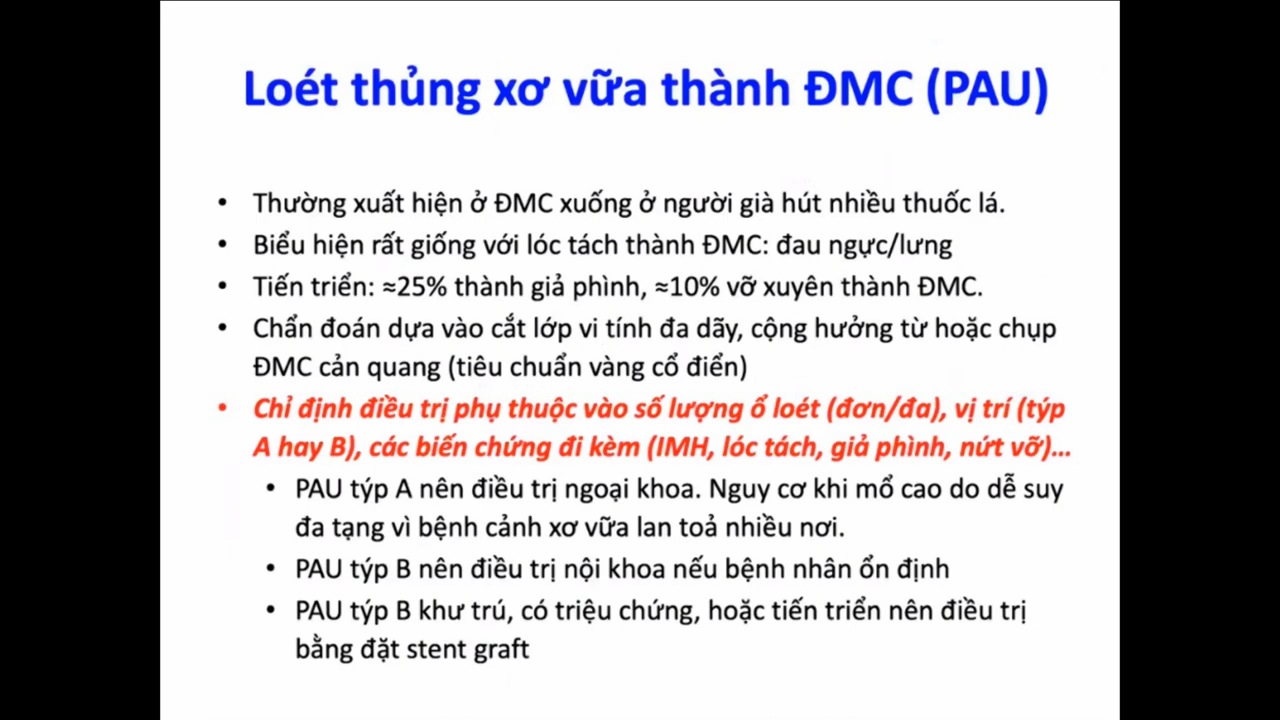 Loét thủng xơ vữa thành ĐMC (PAU)
• Thường xuất hiện ở ĐMC xuống ở người già hút nhiều thuốc lá.
• Biểu hiện rất giống với lóc tách thành ĐMC: đau ngực/lưng
• Tiến triển: ≈25% thành giả phình, ≈10% vỡ xuyên thành ĐMC.
• Chẩn đoán dựa vào cắt lớp vi tính đa dãy, cộng hưởng từ hoặc chụp
ĐMC cản quang (tiêu chuẩn vàng cổ điển)
• Chỉ định điều trị phụ thuộc vào số lượng ổ loét (đơn/đa), vị trí (týp
A hay B), các biến chứng đi kèm (IMH, lóc tách, giả phình, nứt vỡ)...
• PAU týp A nên điều trị ngoại khoa. Nguy cơ khi mổ cao do dễ suy
đa tạng vì bệnh cảnh xơ vữa lan toả nhiều nơi.
• PAU týp B nên điều trị nội khoa nếu bệnh nhân ổn định
• PAU týp B khư trú, có triệu chứng, hoặc tiến triển nên điều trị
bằng đặt stent graft